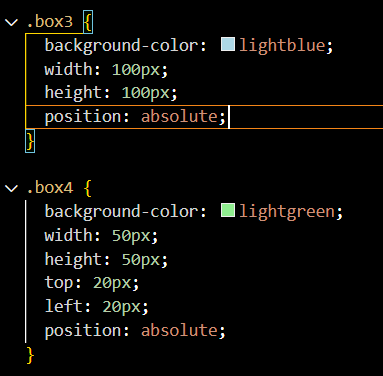 .box3 {
background-color: lightblue;
width: 100px;
height: 100px;
position: absolute;
}
.box4 {
background-color: lightgreen;
width: 50px;
height: 50px;
top: 20px;
left: 20px;
position: absolute;
}